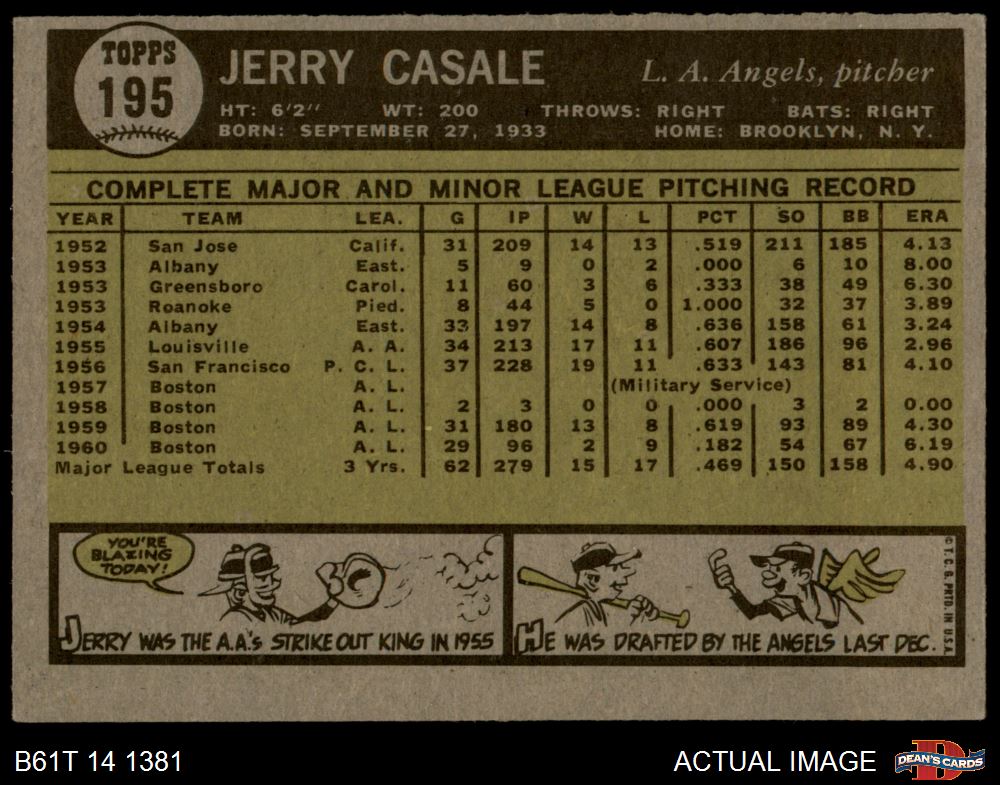 TOPPS
195
JERRY CASALE
L. A. Angels, pitcher
HT: 6'2" WT: 200 THROWS: RIGHT BATS: RIGHT
BORN: SEPTEMBER 27, 1933 HOME: BROOKLYN, N. Y.
COMPLETE MAJOR AND MINOR LEAGUE PITCHING RECORD
YEAR TEAM LEA. G IP W L PCT SO BB ERA
1952 San Jose Calif. 31 209 14 13 .519 211 185 4.13
1953 Albany East. 5 9 0 2 .000 6 10 8.00
1953 Greensboro Carol. 11 60 3 6 .333 38 49 6.30
1953 Roanoke Pied. 8 44 5 0 1.000 32 37 3.89
1954 Albany East. 33 197 14 8 .636 158 61 3.24
1955 Louisville A. A. 34 213 17 11 .607 186 96 2.96
1956 San Francisco P. C. L. 37 228 19 11 .633 143 81 4.10
1957 Boston A. L. (Military Service)
1958 Boston A. L. 2 3 0 0 .000 3 2 0.00
1959 Boston A. L. 31 180 13 8 .619 93 89 4.30
1960 Boston A. L. 29 96 2 9 .182 54 67 6.19
Major League Totals 3 Yrs. 62 279 15 17 .469 150 158 4.90
YOU'RE
BLAZING
TODAY!
JERRY WAS THE A.A.'s STRIKE OUT KING IN 1955
HE WAS DRAFTED BY THE ANGELS LAST DEC.
© T. C. G. PRTD. IN U.S.A.
B61T 14 1381
ACTUAL IMAGE
DEAN'S CARDS